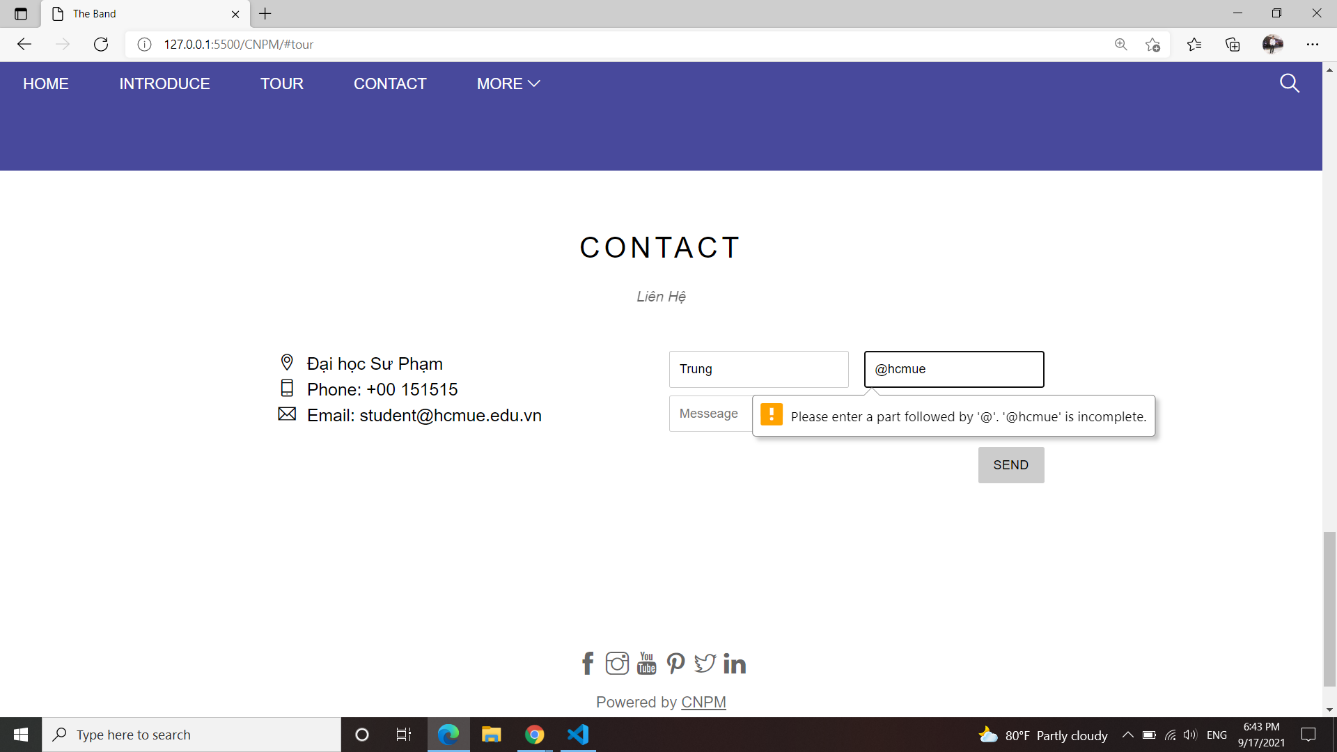 The Band
127.0.0.1:5500/CNPM/#tour
HOME INTRODUCE TOUR CONTACT MORE
CONTACT
Liên Hệ
Đại học Sư Phạm
Phone: +00 151515
Email: student@hcmue.edu.vn
Trung @hcmue
Messeage
Please enter a part followed by '@'. '@hcmue' is incomplete.
SEND
You
Tube
Powered by CNPM
Type here to search
80°F Partly cloudy
ENG
6:43 PM
9/17/2021